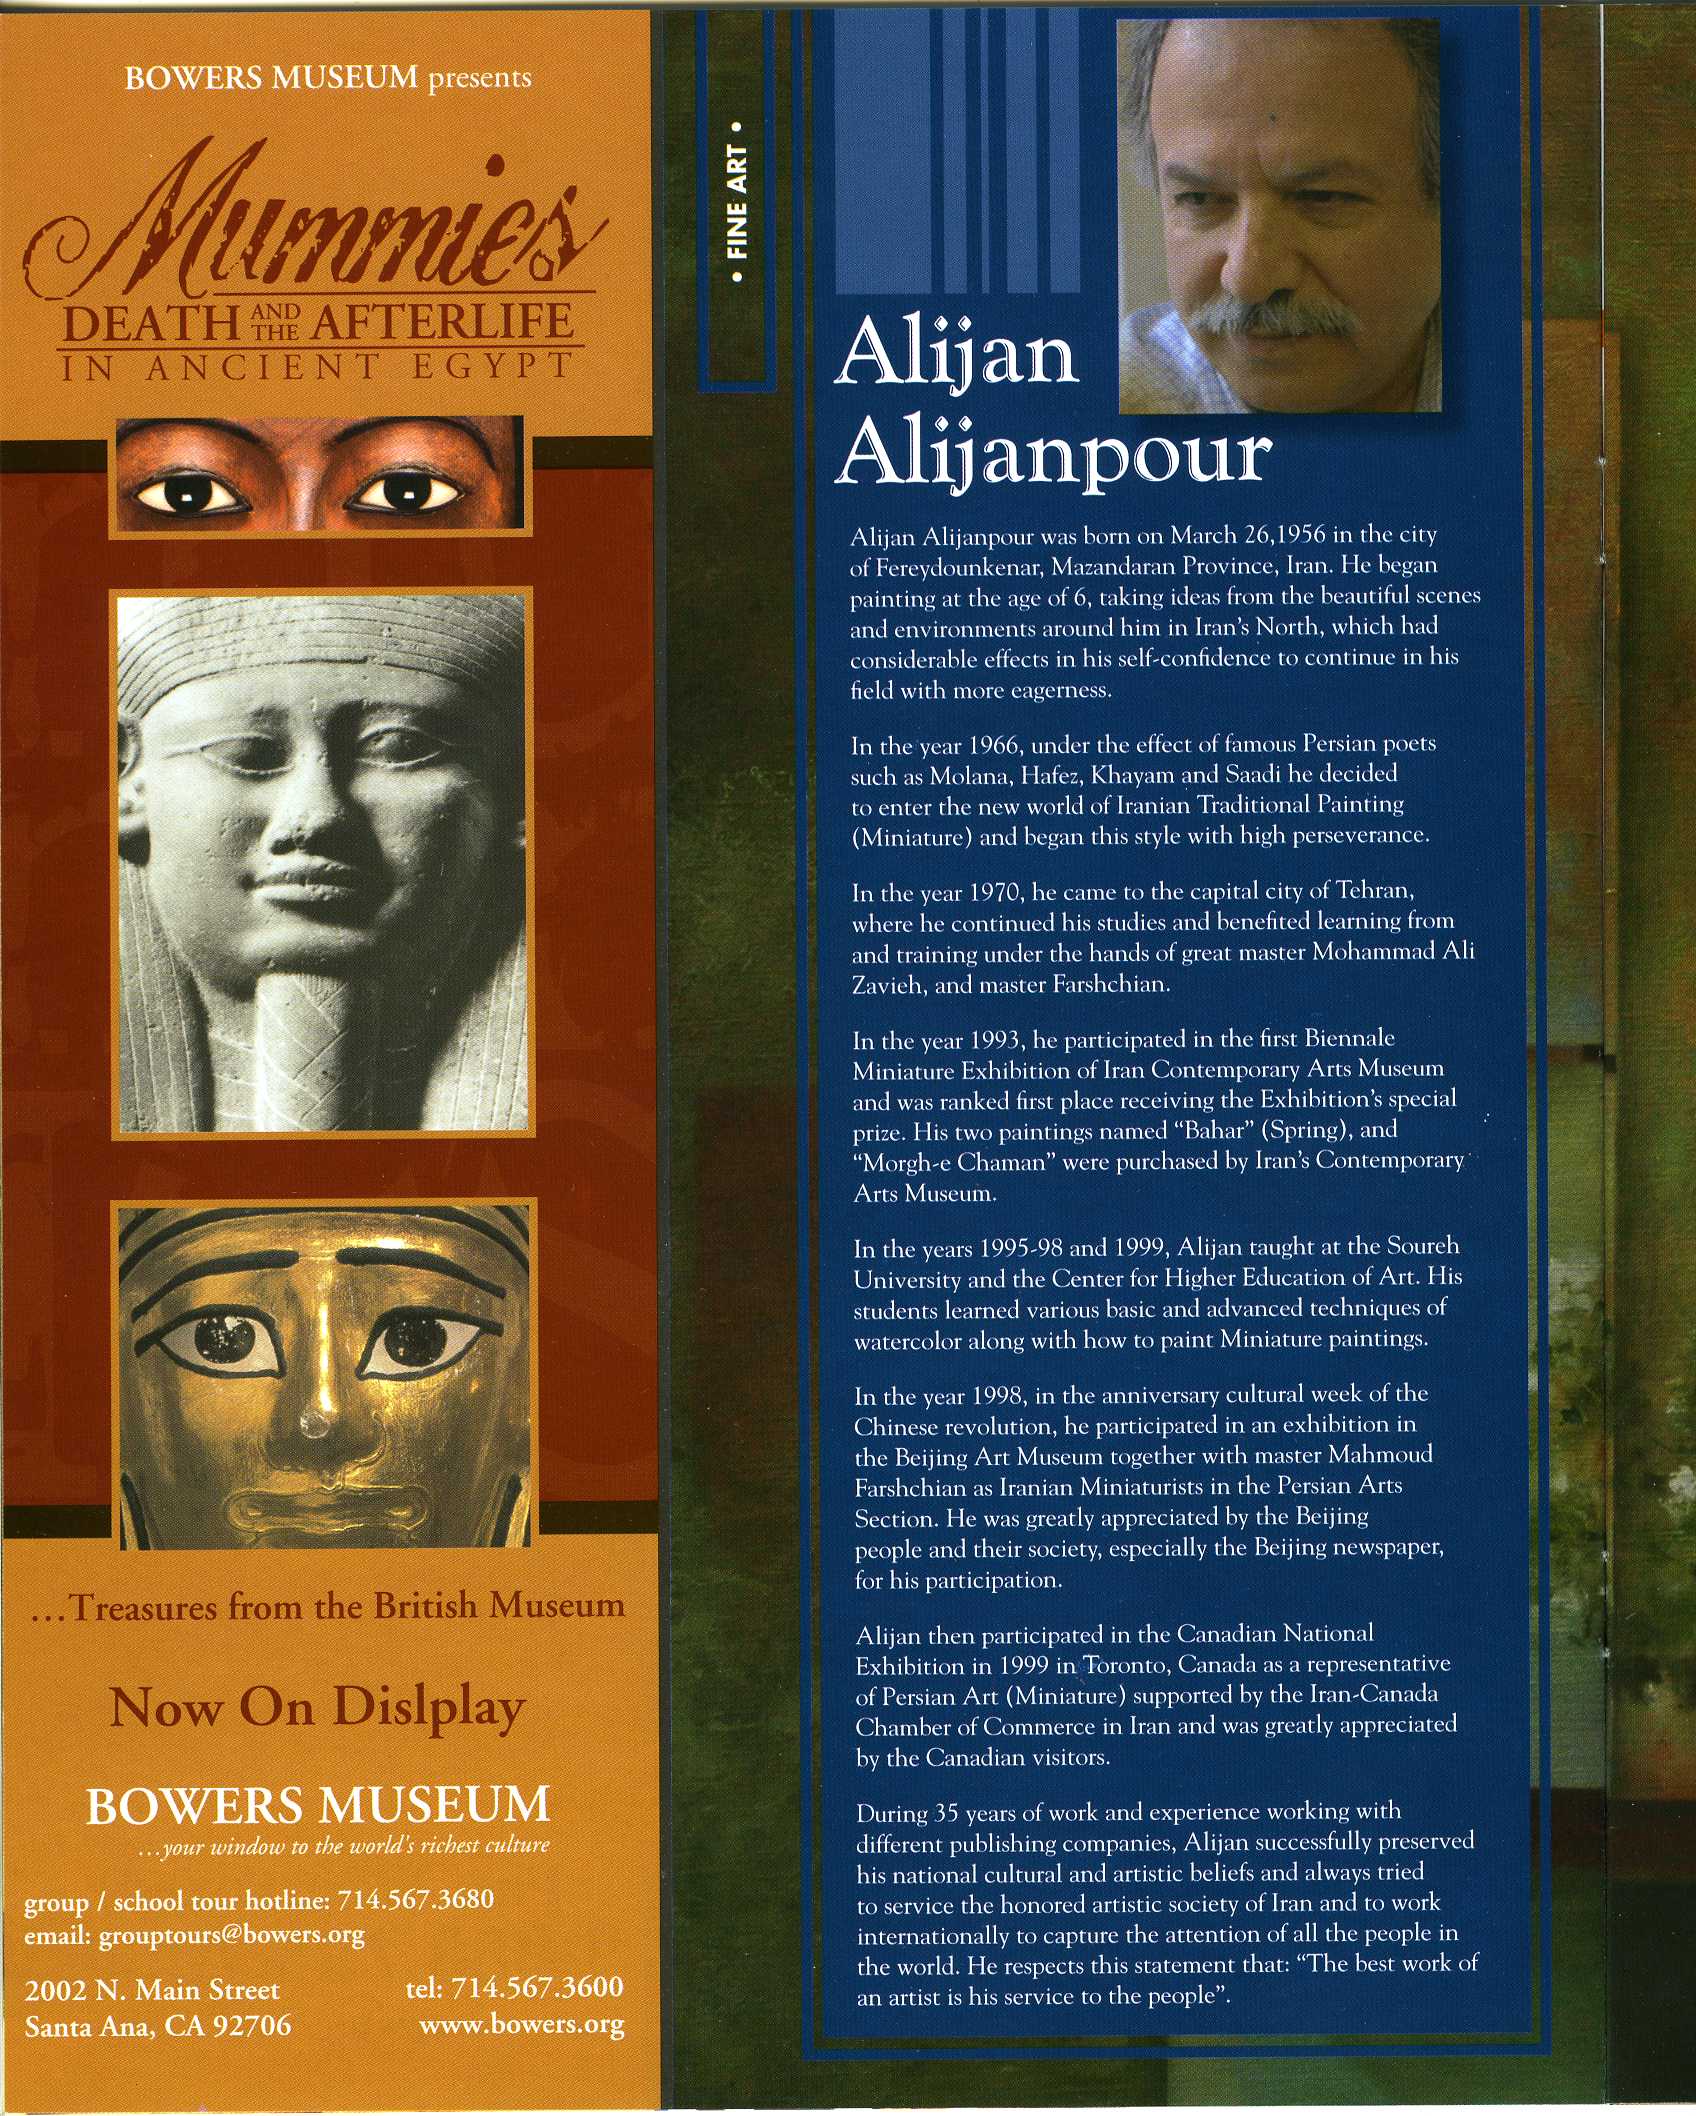 BOWERS MUSEUM presents
Mummies
DEATH AND THE AFTERLIFE
IN ANCIENT EGYPT
...Treasures from the British Museum
Now On Dislplay
BOWERS MUSEUM
...your window to the world's richest culture
group / school tour hotline: 714.567.3680
email: grouptours@bowers.org
2002 N. Main Street
Santa Ana, CA 92706
tel: 714.567.3600
www.bowers.org
• FINE ART •
Alijan
Alijanpour
Alijan Alijanpour was born on March 26,1956 in the city
of Fereydounkenar, Mazandaran Province, Iran. He began
painting at the age of 6, taking ideas from the beautiful scenes
and environments around him in Iran's North, which had
considerable effects in his self-confidence to continue in his
field with more eagerness.
In the year 1966, under the effect of famous Persian poets
such as Molana, Hafez, Khayam and Saadi he decided
to enter the new world of Iranian Traditional Painting
(Miniature) and began this style with high perseverance.
In the year 1970, he came to the capital city of Tehran,
where he continued his studies and benefited learning from
and training under the hands of great master Mohammad Ali
Zavieh, and master Farshchian.
In the year 1993, he participated in the first Biennale
Miniature Exhibition of Iran Contemporary Arts Museum
and was ranked first place receiving the Exhibition's special
prize. His two paintings named "Bahar" (Spring), and
"Morgh-e Chaman" were purchased by Iran's Contemporary
Arts Museum.
In the years 1995-98 and 1999, Alijan taught at the Soureh
University and the Center for Higher Education of Art. His
students learned various basic and advanced techniques of
watercolor along with how to paint Miniature paintings.
In the year 1998, in the anniversary cultural week of the
Chinese revolution, he participated in an exhibition in
the Beijing Art Museum together with master Mahmoud
Farshchian as Iranian Miniaturists in the Persian Arts
Section. He was greatly appreciated by the Beijing
people and their society, especially the Beijing newspaper,
for his participation.
Alijan then participated in the Canadian National
Exhibition in 1999 in Toronto, Canada as a representative
of Persian Art (Miniature) supported by the Iran-Canada
Chamber of Commerce in Iran and was greatly appreciated
by the Canadian visitors.
During 35 years of work and experience working with
different publishing companies, Alijan successfully preserved
his national cultural and artistic beliefs and always tried
to service the honored artistic society of Iran and to work
internationally to capture the attention of all the people in
the world. He respects this statement that: "The best work of
an artist is his service to the people".